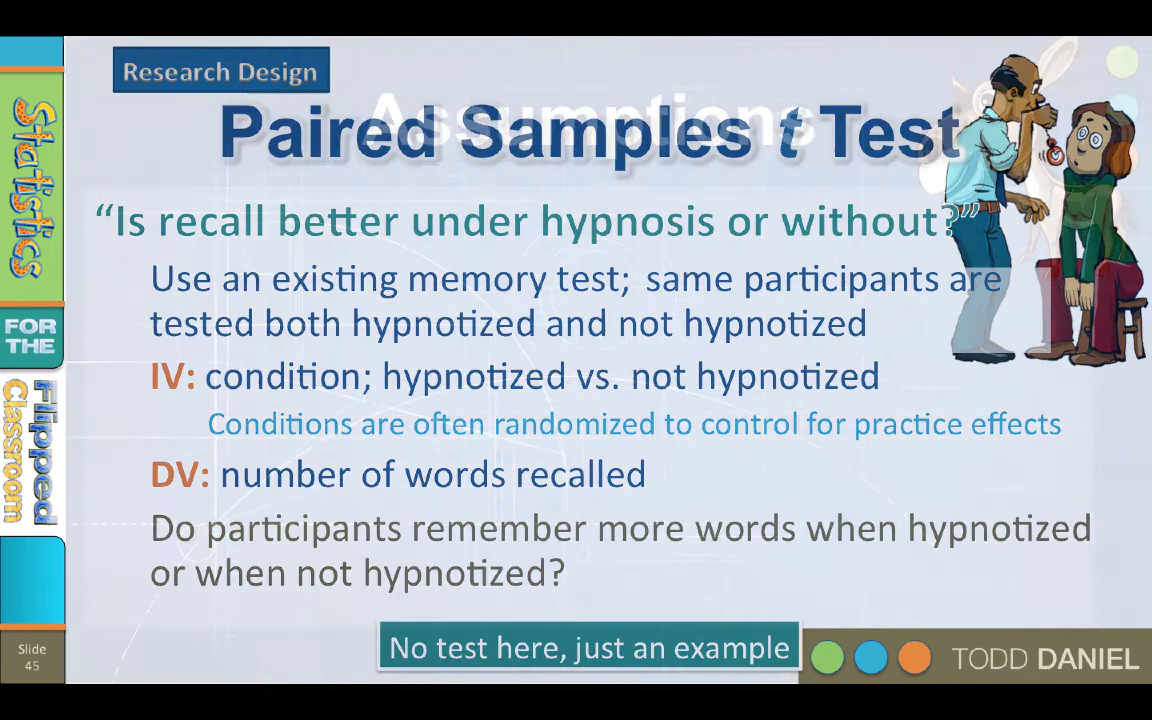 Research Design
Assumptions
Paired Samples t Test
“Is recall better under hypnosis or without?”
Use an existing memory test; same participants are
tested both hypnotized and not hypnotized
IV: condition; hypnotized vs. not hypnotized
Conditions are often randomized to control for practice effects
DV: number of words recalled
Do participants remember more words when hypnotized
or when not hypnotized?
No test here, just an example
Statistics
FOR THE
Flipped
Classroom
Slide
45
TODD DANIEL